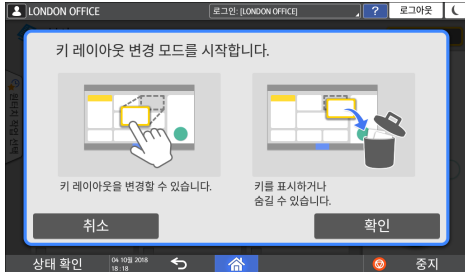 LONDON OFFICE
로그인: [LONDON OFFICE]
?
로그아웃
키 레이아웃 변경 모드를 시작합니다.
키 레이아웃을 변경할 수 있습니다.
키를 표시하거나
숨길 수 있습니다.
취소
확인
상태 확인
04 10월 2018
18:18
중지